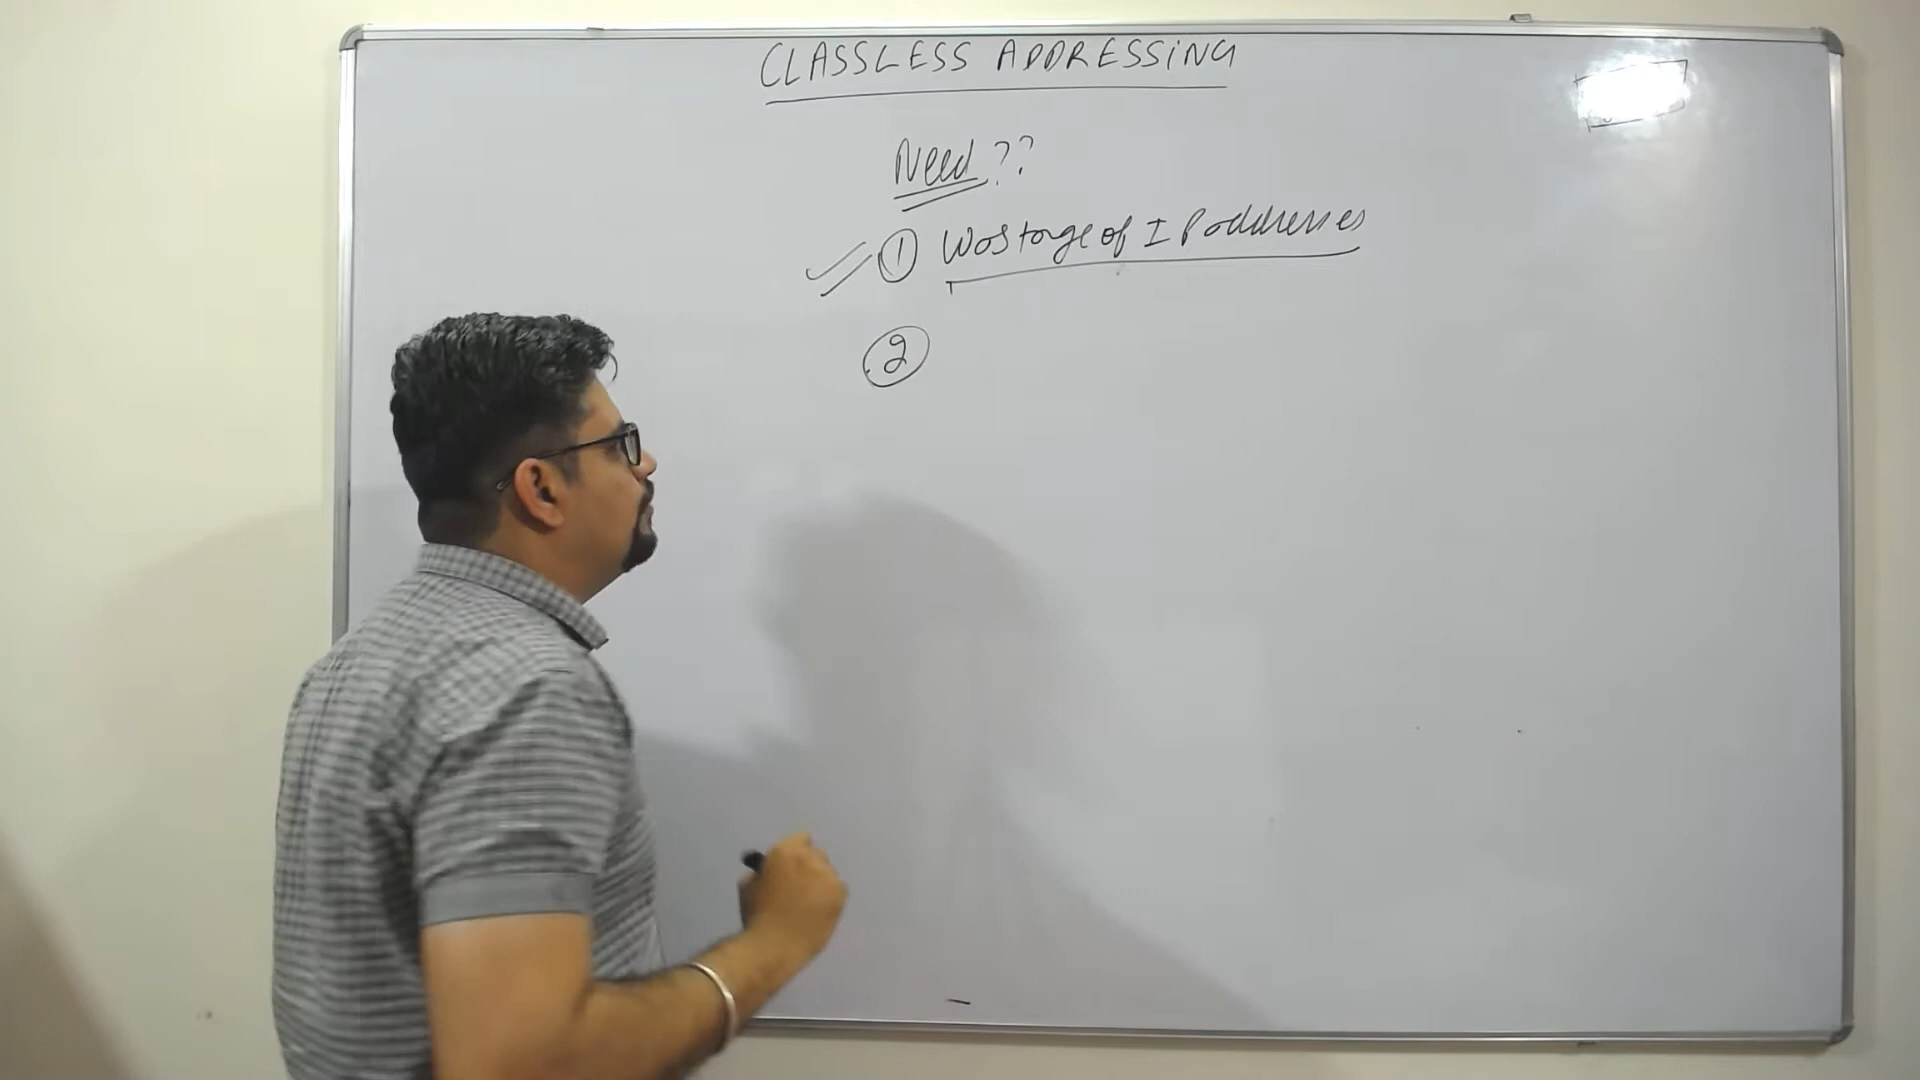 CLASSLESS ADDRESSING
Need ??
① Wastage of IP addresses
②